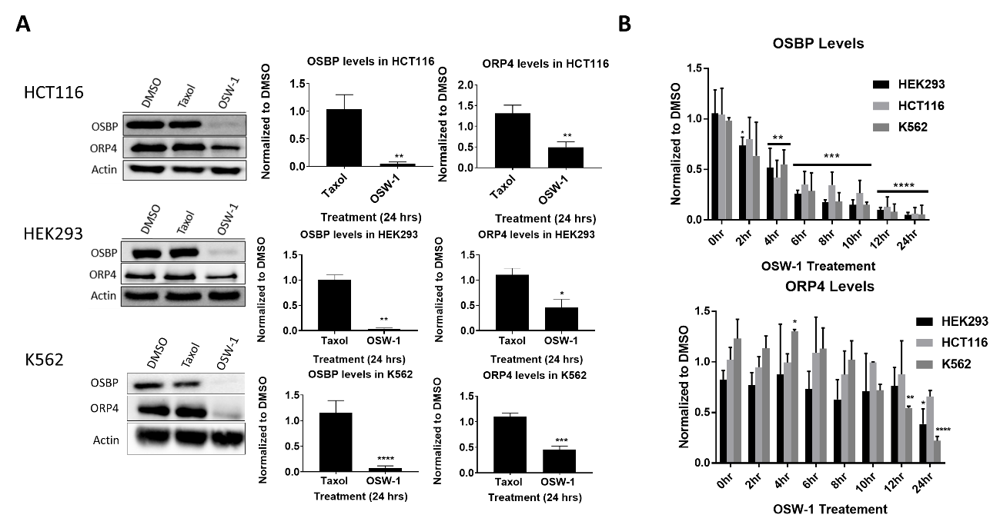 A
HCT116
DMSO
Taxol
OSW-1
OSBP
ORP4
Actin
OSBP levels in HCT116
Normalized to DMSO
1.5
1.0
0.5
0.0
**
Taxol
OSW-1
Treatment (24 hrs)
ORP4 levels in HCT116
Normalized to DMSO
2.0
1.5
1.0
0.5
0.0
**
Taxol
OSW-1
Treatment (24 hrs)
HEK293
DMSO
Taxol
OSW-1
OSBP
ORP4
Actin
OSBP levels in HEK293
Normalized to DMSO
1.5
1.0
0.5
0.0
**
Taxol
OSW-1
Treatment (24 hrs)
ORP4 levels in HEK293
Normalized to DMSO
1.5
1.0
0.5
0.0
*
Taxol
OSW-1
Treatment (24 hrs)
K562
DMSO
Taxol
OSW-1
OSBP
ORP4
Actin
OSBP levels in K562
Normalized to DMSO
1.5
1.0
0.5
0.0
****
Taxol
OSW-1
Treatment (24 hrs)
ORP4 levels in K562
Normalized to DMSO
1.5
1.0
0.5
0.0
***
Taxol
OSW-1
Treatment (24 hrs)
B
OSBP Levels
Normalized to DMSO
1.5
1.0
0.5
0.0
HEK293
HCT116
K562
*
**
***
****
0hr
2hr
4hr
6hr
8hr
10hr
12hr
24hr
OSW-1 Treatement
ORP4 Levels
Normalized to DMSO
1.5
1.0
0.5
0.0
HEK293
HCT116
K562
*
**
*
****
0hr
2hr
4hr
6hr
8hr
10hr
12hr
24hr
OSW-1 Treatement